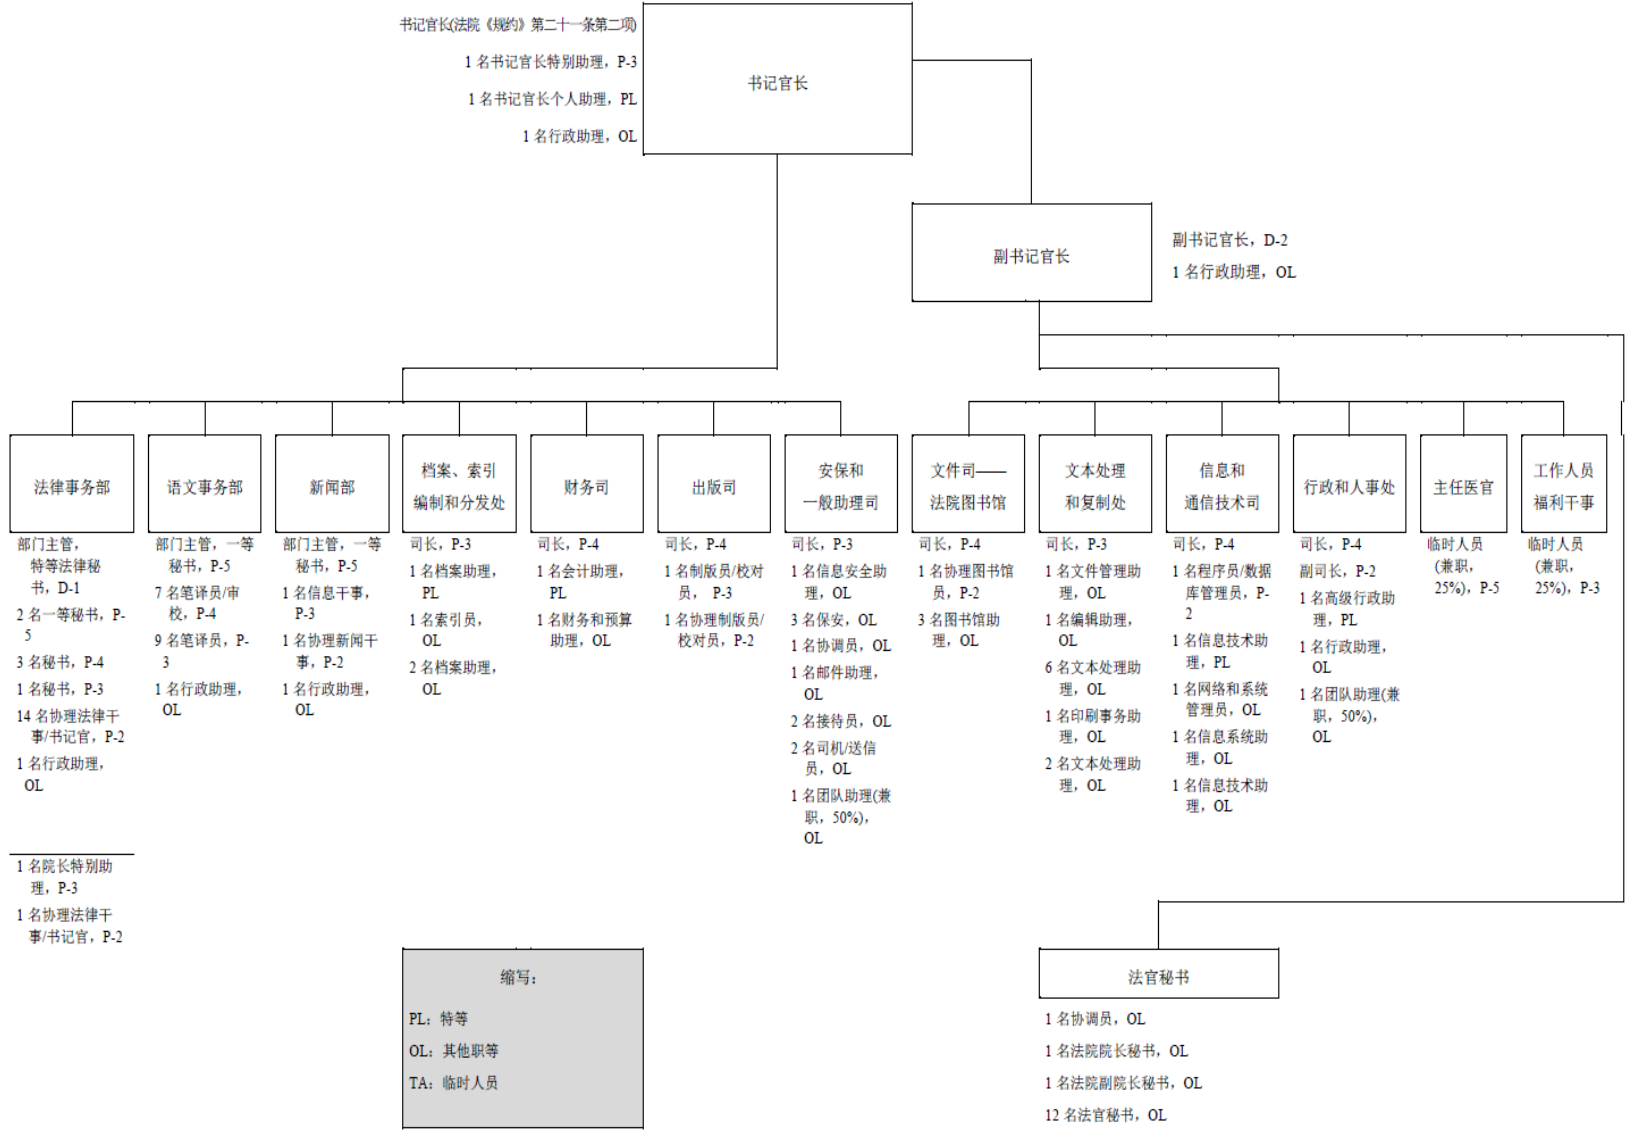 书记官长(法院《规约》第二十一条第二项)
1 名书记官长特别助理，P-3
1 名书记官长个人助理，PL
1 名行政助理，OL
书记官长
副书记官长
副书记官长，D-2
1 名行政助理，OL
法律事务部
部门主管，
特等法律秘
书，D-1
2 名一等秘书，P-
5
3 名秘书，P-4
1 名秘书，P-3
14 名协理法律干
事/书记官，P-2
1 名行政助理，
OL
1 名院长特别助
理，P-3
1 名协理法律干
事/书记官，P-2
语文事务部
部门主管，一等
秘书，P-5
7 名笔译员/审
校，P-4
9 名笔译员，P-
3
1 名行政助理，
OL
新闻部
部门主管，一等
秘书，P-5
1 名信息干事，
P-3
1 名协理新闻干
事，P-2
1 名行政助理，
OL
档案、索引
编制和分发处
司长，P-3
1 名档案助理，
PL
1 名索引员，
OL
2 名档案助理，
OL
财务司
司长，P-4
1 名会计助理，
PL
1 名财务和预算
助理，OL
出版司
司长，P-4
1 名制版员/校对
员， P-3
1 名协理制版员/
校对员，P-2
安保和
一般助理司
司长，P-3
1 名信息安全助
理，OL
3 名保安，OL
1 名协调员，OL
1 名邮件助理，
OL
2 名接待员，OL
2 名司机/送信
员，OL
1 名团队助理(兼
职，50%)，
OL
文件司——
法院图书馆
司长，P-4
1 名协理图书馆
员，P-2
3 名图书馆助
理，OL
文本处理
和复制处
司长，P-3
1 名文件管理助
理，OL
1 名编辑助理，
OL
6 名文本处理助
理，OL
1 名印刷事务助
理，OL
2 名文本处理助
理，OL
信息和
通信技术司
司长，P-4
1 名程序员/数据
库管理员，P-
2
1 名信息技术助
理，PL
1 名网络和系统
管理员，OL
1 名信息系统助
理，OL
1 名信息技术助
理，OL
行政和人事处
司长，P-4
副司长，P-2
1 名高级行政助
理，PL
1 名行政助理，
OL
1 名团队助理(兼
职，50%)，
OL
主任医官
临时人员
(兼职，
25%)，P-5
工作人员
福利干事
临时人员
(兼职，
25%)，P-3
缩写：
PL：特等
OL：其他职等
TA：临时人员
法官秘书
1 名协调员，OL
1 名法院院长秘书，OL
1 名法院副院长秘书，OL
12 名法官秘书，OL